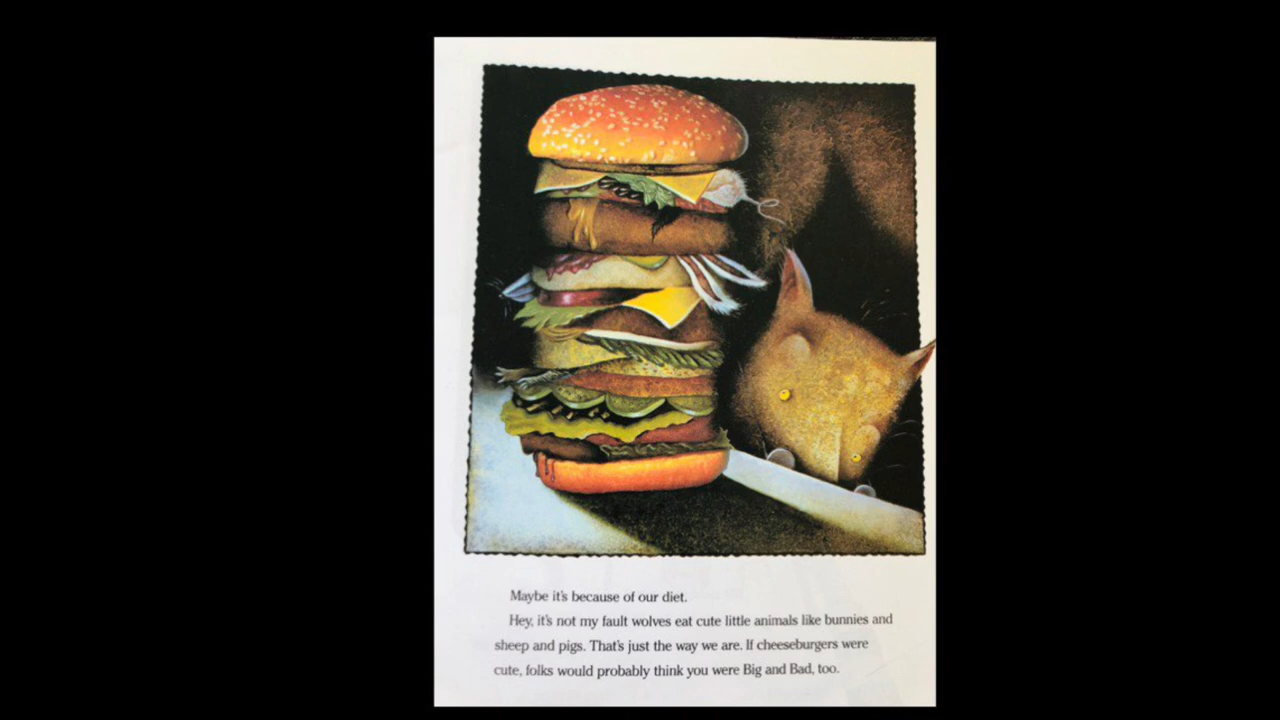 Maybe it's because of our diet.
Hey, it's not my fault wolves eat cute little animals like bunnies and
sheep and pigs. That's just the way we are. If cheeseburgers were
cute, folks would probably think you were Big and Bad, too.